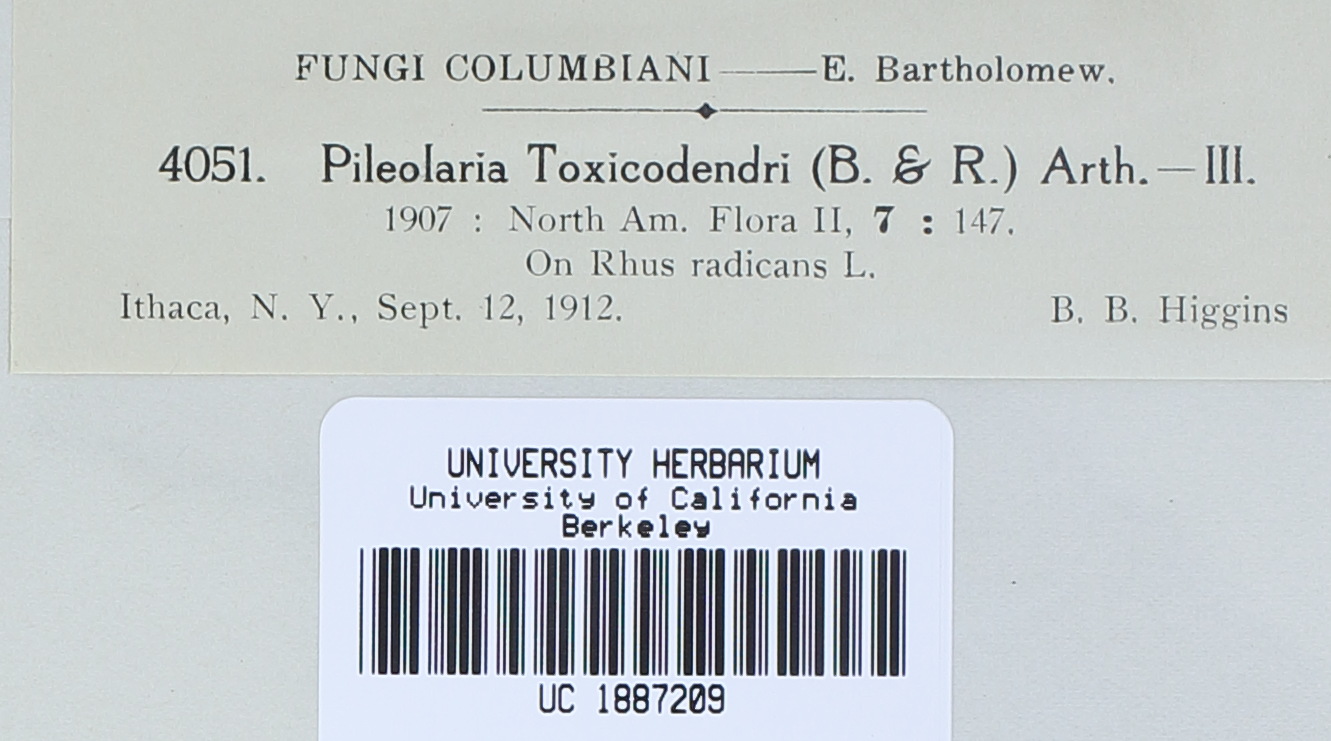 FUNGI COLUMBIANI——E. Bartholomew.
4051. Pileolaria Toxicodendri (B. & R.) Arth.—III.
1907 : North Am. Flora II, 7 : 147.
On Rhus radicans L.
Ithaca, N. Y., Sept. 12, 1912. B. B. Higgins
UNIVERSITY HERBARIUM
University of California
Berkeley
UC 1887209